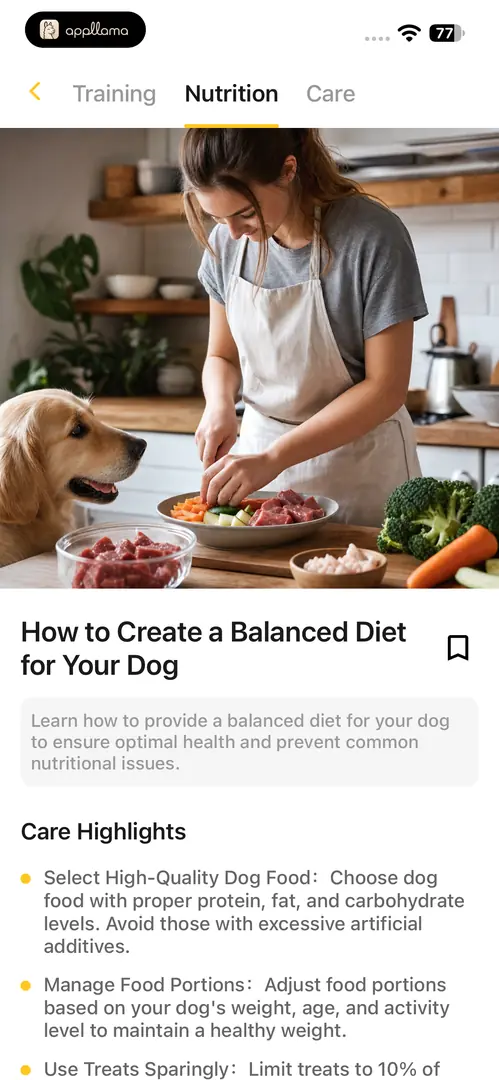 appllama
77
Training Nutrition Care
How to Create a Balanced Diet
for Your Dog
Learn how to provide a balanced diet for your dog
to ensure optimal health and prevent common
nutritional issues.
Care Highlights
Select High-Quality Dog Food：Choose dog
food with proper protein, fat, and carbohydrate
levels. Avoid those with excessive artificial
additives.
Manage Food Portions：Adjust food portions
based on your dog's weight, age, and activity
level to maintain a healthy weight.
Use Treats Sparingly：Limit treats to 10% of